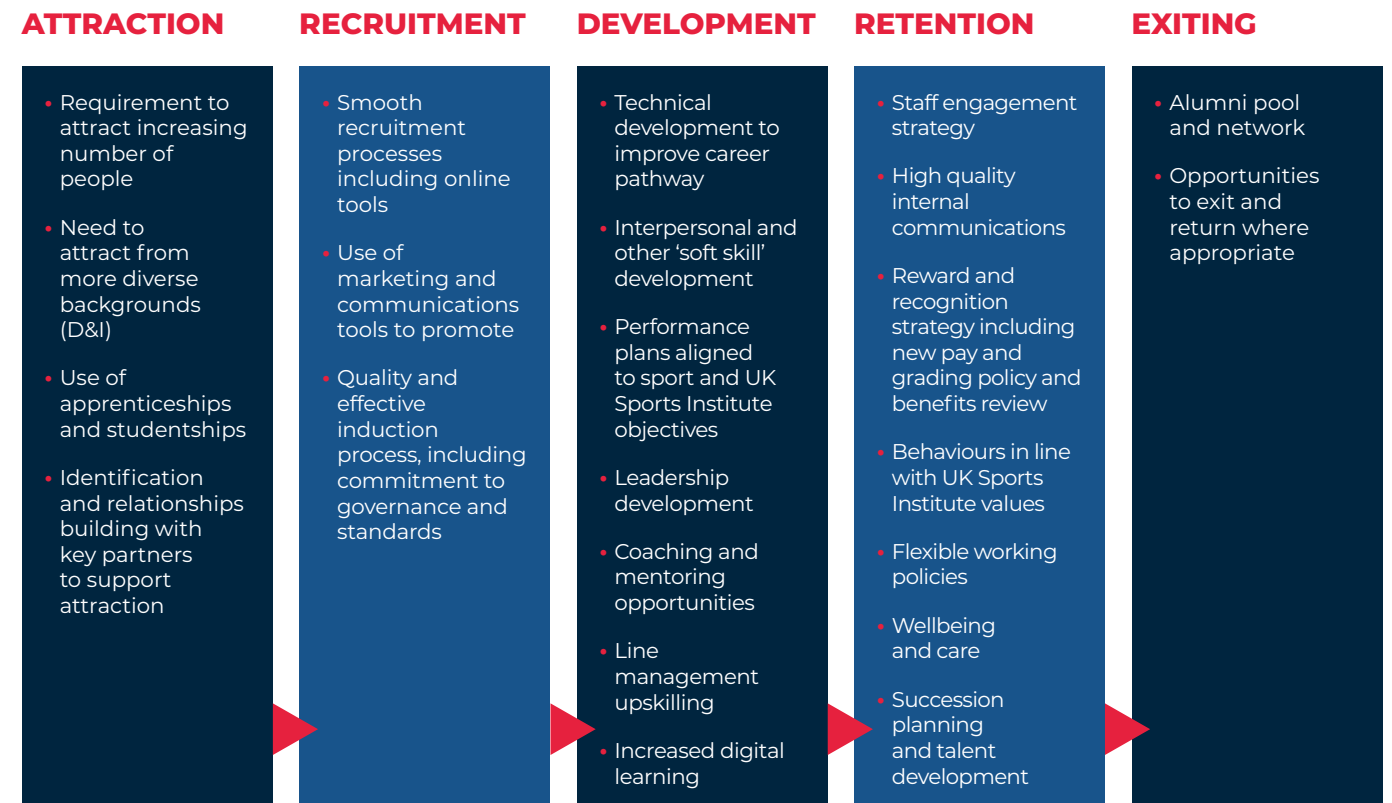 ATTRACTION
• Requirement to
attract increasing
number of
people
• Need to
attract from
more diverse
backgrounds
(D&I)
• Use of
apprenticeships
and studentships
• Identification
and relationships
building with
key partners
to support
attraction
RECRUITMENT
• Smooth
recruitment
processes
including online
tools
• Use of
marketing and
communications
tools to promote
• Quality and
effective
induction
process, including
commitment to
governance and
standards
DEVELOPMENT
• Technical
development to
improve career
pathway
• Interpersonal and
other ‘soft skill’
development
• Performance
plans aligned
to sport and UK
Sports Institute
objectives
• Leadership
development
• Coaching and
mentoring
opportunities
• Line
management
upskilling
• Increased digital
learning
RETENTION
• Staff engagement
strategy
• High quality
internal
communications
• Reward and
recognition
strategy including
new pay and
grading policy and
benefits review
• Behaviours in line
with UK Sports
Institute values
• Flexible working
policies
• Wellbeing
and care
• Succession
planning
and talent
development
EXITING
• Alumni pool
and network
• Opportunities
to exit and
return where
appropriate